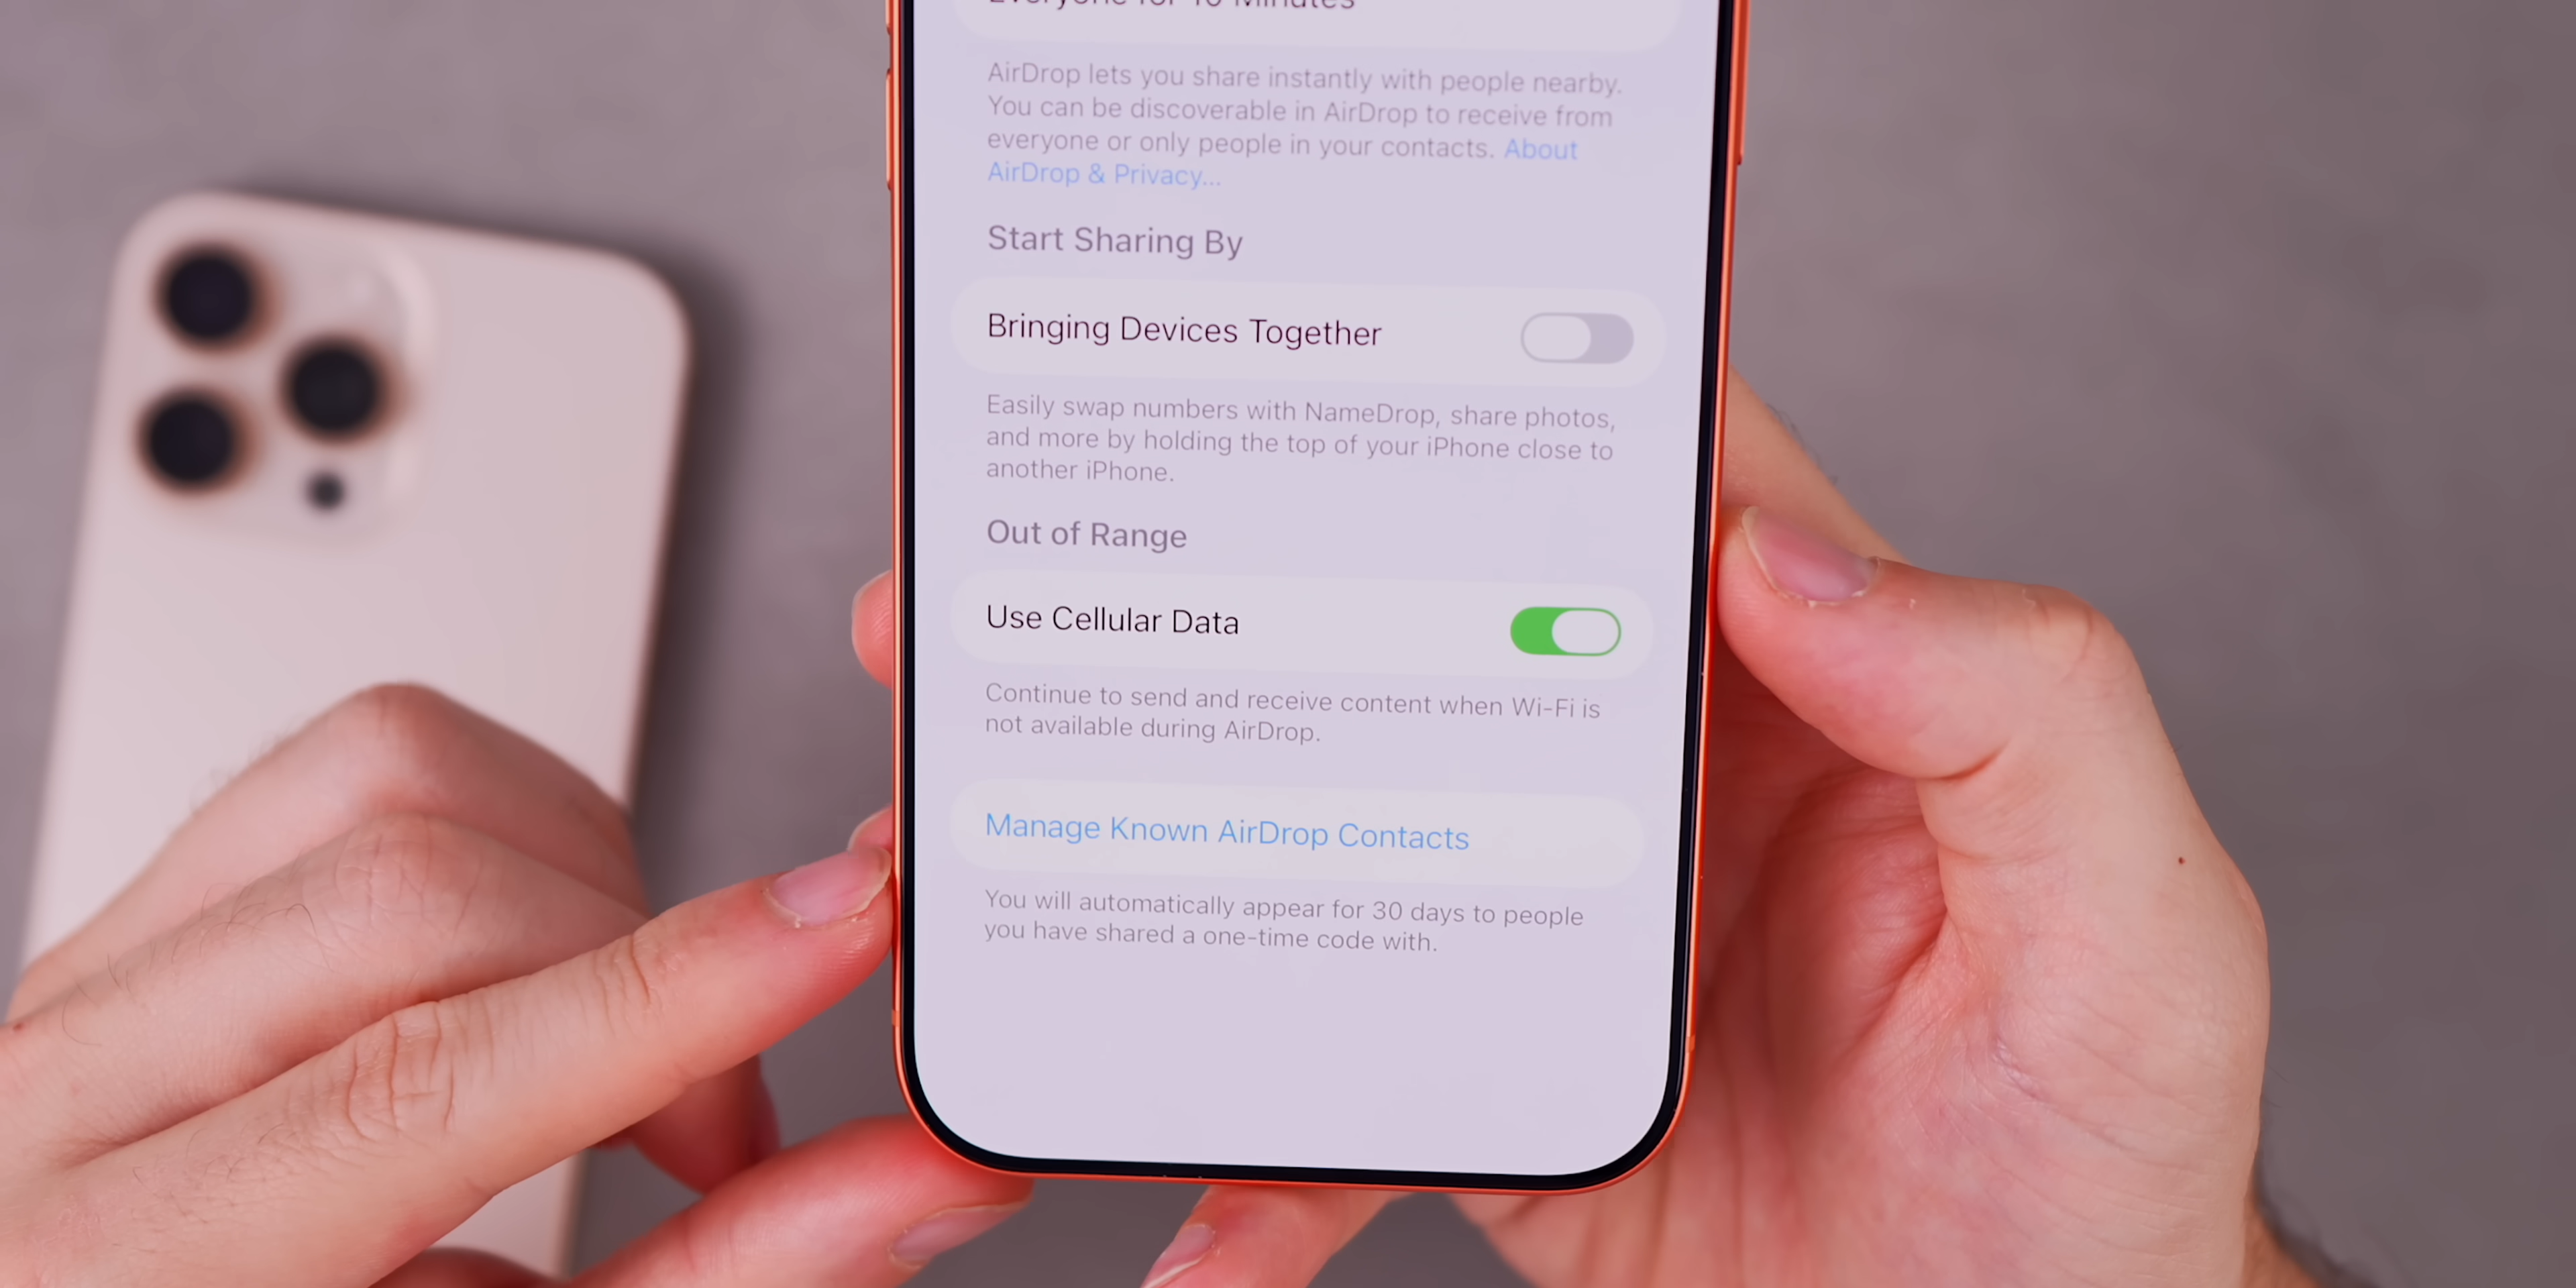 Everyone for 10 Minutes
AirDrop lets you share instantly with people nearby.
You can be discoverable in AirDrop to receive from
everyone or only people in your contacts. About
AirDrop & Privacy...
Start Sharing By
Bringing Devices Together
Easily swap numbers with NameDrop, share photos,
and more by holding the top of your iPhone close to
another iPhone.
Out of Range
Use Cellular Data
Continue to send and receive content when Wi-Fi is
not available during AirDrop.
Manage Known AirDrop Contacts
You will automatically appear for 30 days to people
you have shared a one-time code with.